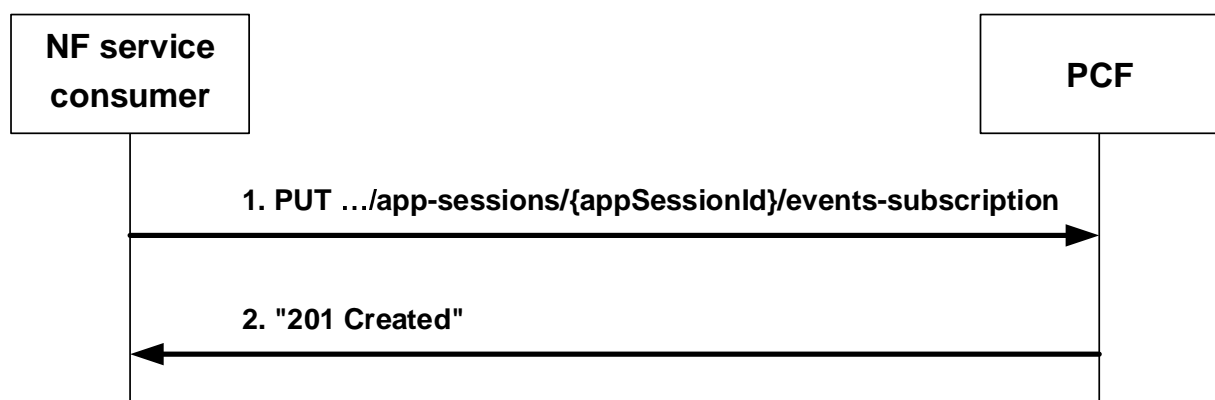 NF service
consumer
PCF
1. PUT …/app-sessions/{appSessionId}/events-subscription
2. "201 Created"